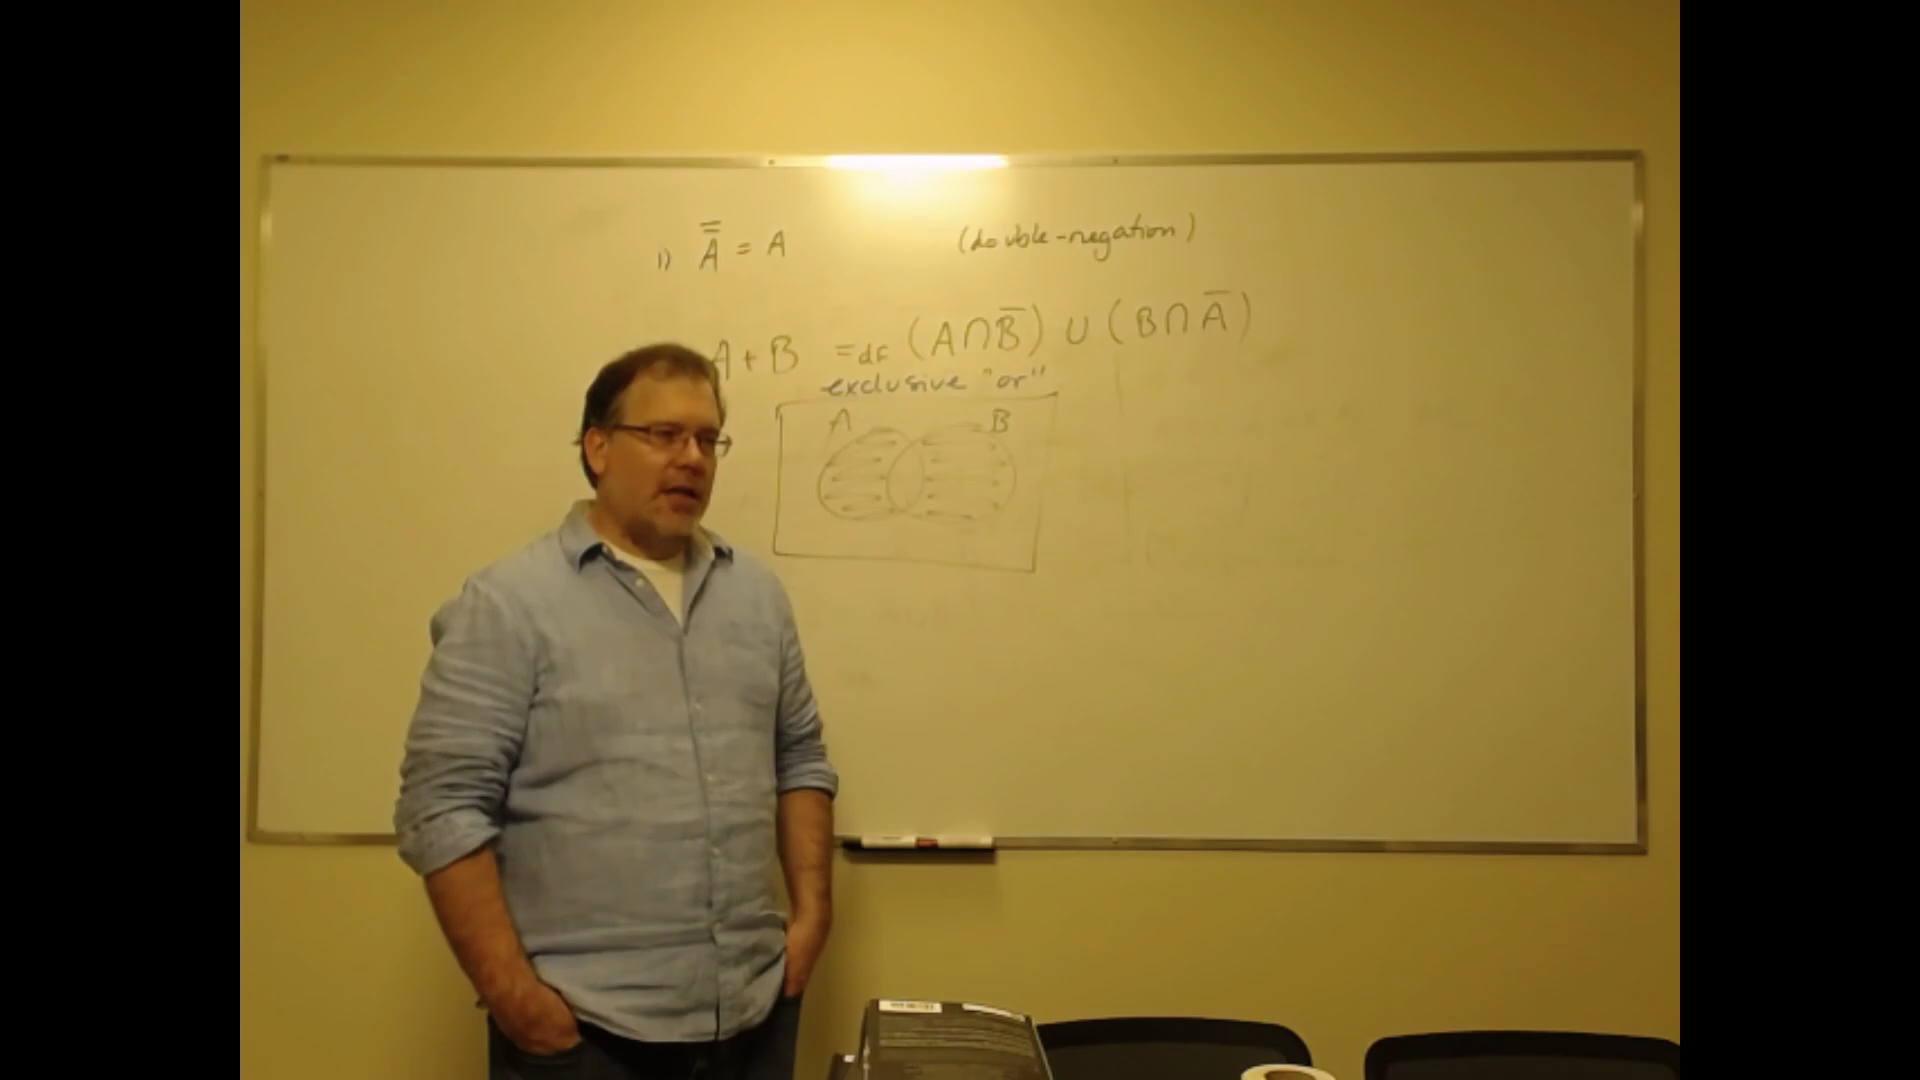 1) A̿ = A (double-negation)
A + B =df (A ∩ B̅) ∪ (B ∩ A̅)
exclusive "or"
A B